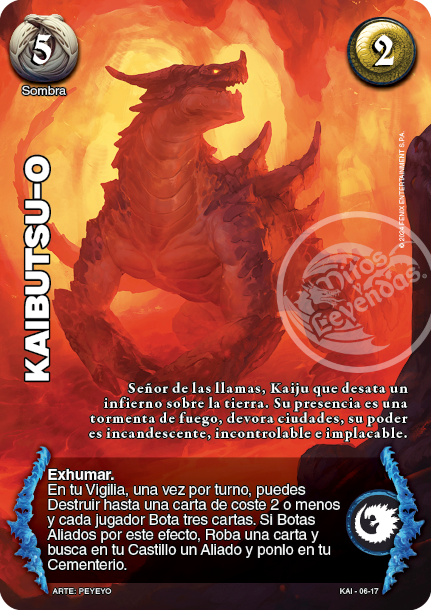 5
Sombra
2
KAIBUTSU-O
© 2024 FENIX ENTERTAINMENT S.P.A.
Mitos
y
Leyendas.
Señor de las llamas, Kaiju que desata un
infierno sobre la tierra. Su presencia es una
tormenta de fuego, devora ciudades, su poder
es incandescente, incontrolable e implacable.
Exhumar.
En tu Vigilia, una vez por turno, puedes
Destruir hasta una carta de coste 2 o menos
y cada jugador Bota tres cartas. Si Botas
Aliados por este efecto, Roba una carta y
busca en tu Castillo un Aliado y ponlo en tu
Cementerio.
ARTE: PEYEYO
KAI - 06-17